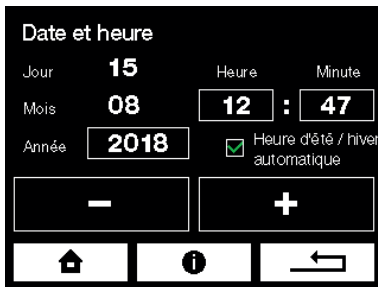 Date et heure
Jour 15 Heure Minute
Mois 08 12 : 47
Année 2018 Heure d'été / hiver
automatique
− +